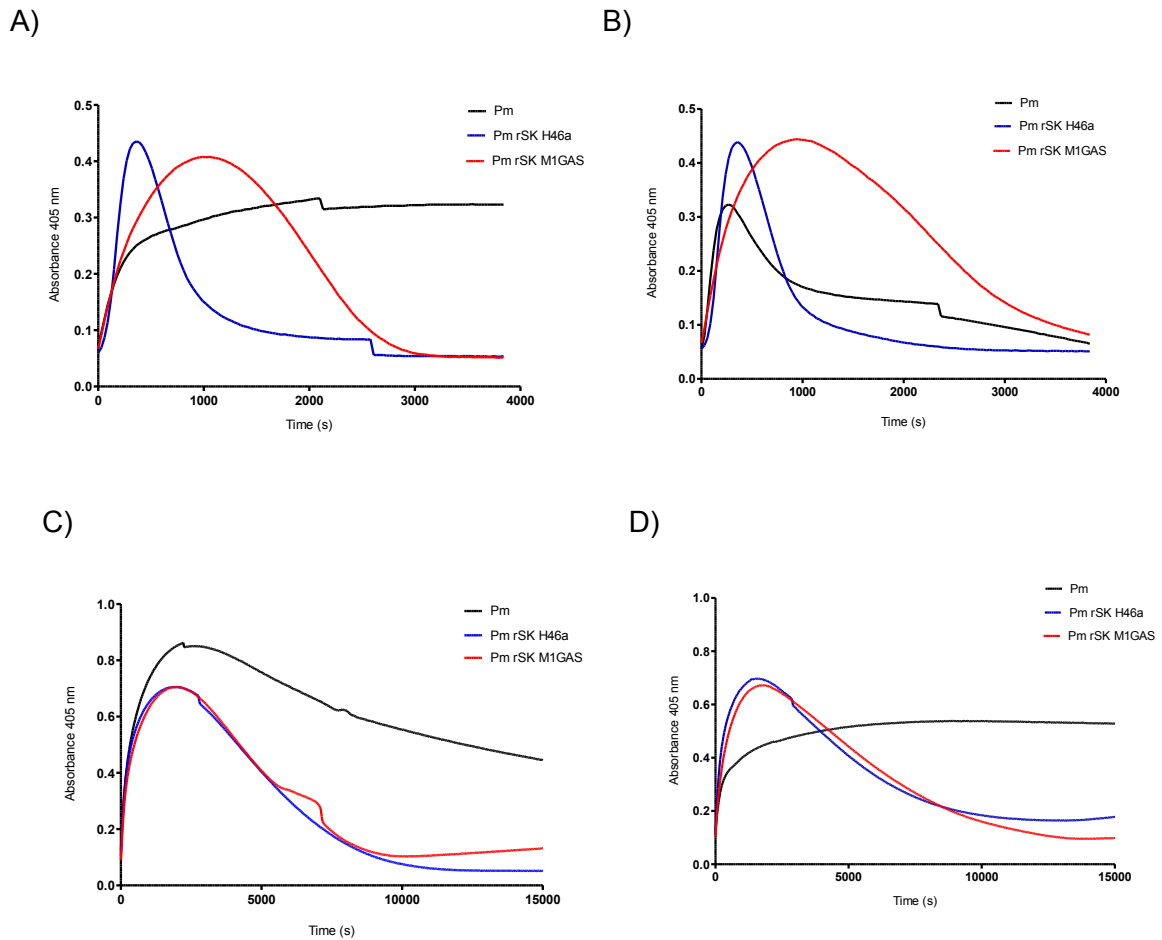 A)
Absorbance 405 nm
0.5
0.4
0.3
0.2
0.1
0.0
0
1000
2000
3000
4000
Time (s)
Pm
Pm rSK H46a
Pm rSK M1GAS
B)
Absorbance 405 nm
0.5
0.4
0.3
0.2
0.1
0.0
0
1000
2000
3000
4000
Time (s)
Pm
Pm rSK H46a
Pm rSK M1GAS
C)
Absorbance 405 nm
1.0
0.8
0.6
0.4
0.2
0.0
0
5000
10000
15000
Time (s)
Pm
Pm rSK H46a
Pm rSK M1GAS
D)
Absorbance 405 nm
1.0
0.8
0.6
0.4
0.2
0.0
0
5000
10000
15000
Time (s)
Pm
Pm rSK H46a
Pm rSK M1GAS